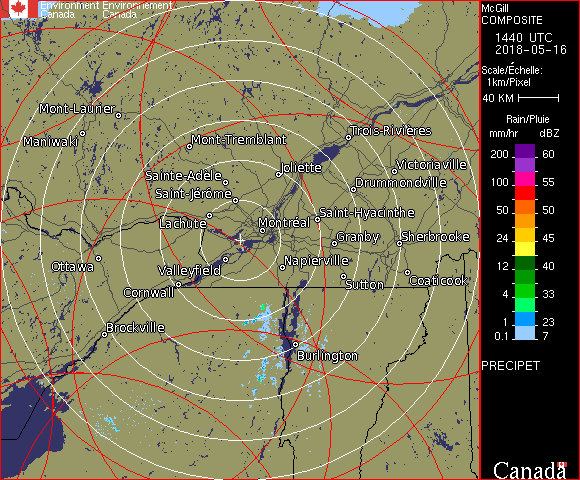 Environment Environnement
Canada Canada
McGill
COMPOSITE
1440 UTC
2018-05-16
Scale/Échelle:
1km/Pixel
40 KM
Rain/Pluie
mm/hr dBZ
200 60
100 55
50 50
24 45
12 40
4 33
1 23
0.1 7
PRECIPET
Mont-Laurier
Maniwaki
Mont-Tremblant
Trois-Rivières
Sainte-Adèle
Joliette
Victoriaville
Saint-Jérôme
Drummondville
Lachute
Montréal
Saint-Hyacinthe
Granby
Sherbrooke
Ottawa
Valleyfield
Napierville
Cornwall
Sutton
Coaticook
Brockville
Burlington
Canada